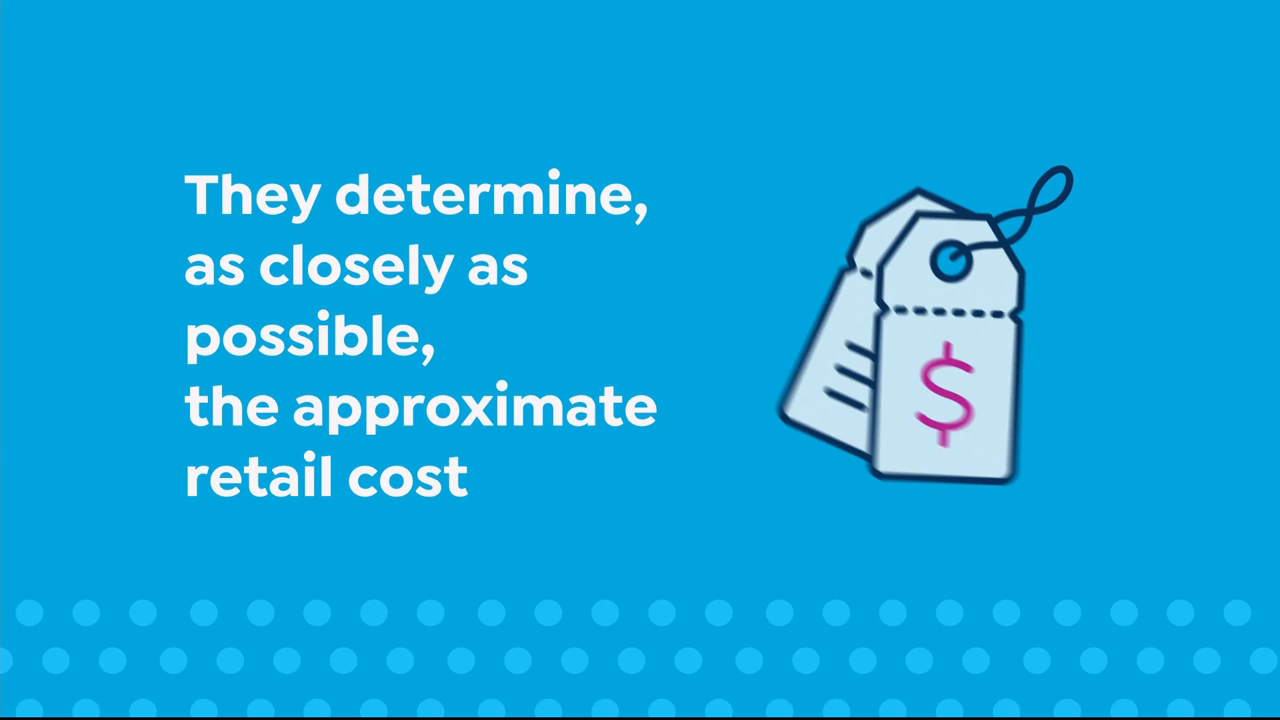 They determine,
as closely as
possible,
the approximate
retail cost
$